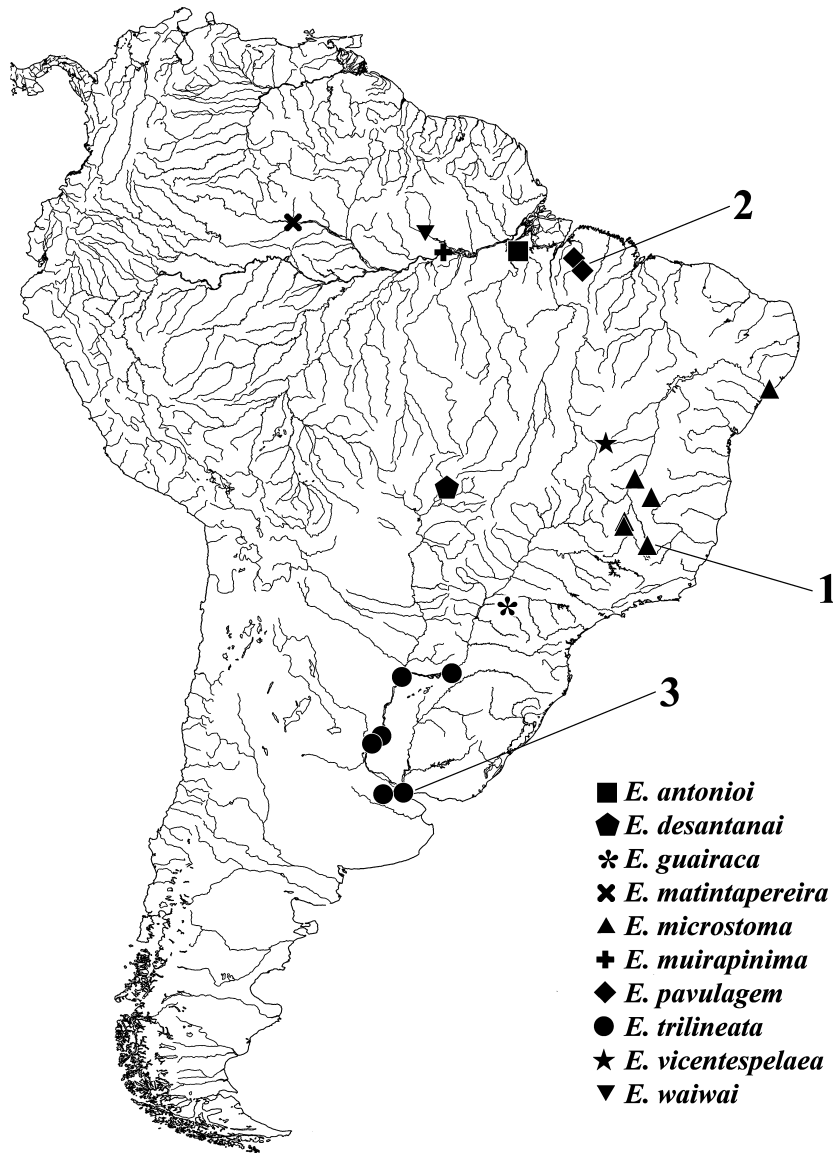 2
1
3
E. antonioi
E. desantanai
E. guairaca
E. matintapereira
E. microstoma
E. muirapinima
E. pavulagem
E. trilineata
E. vicentespelaea
E. waiwai